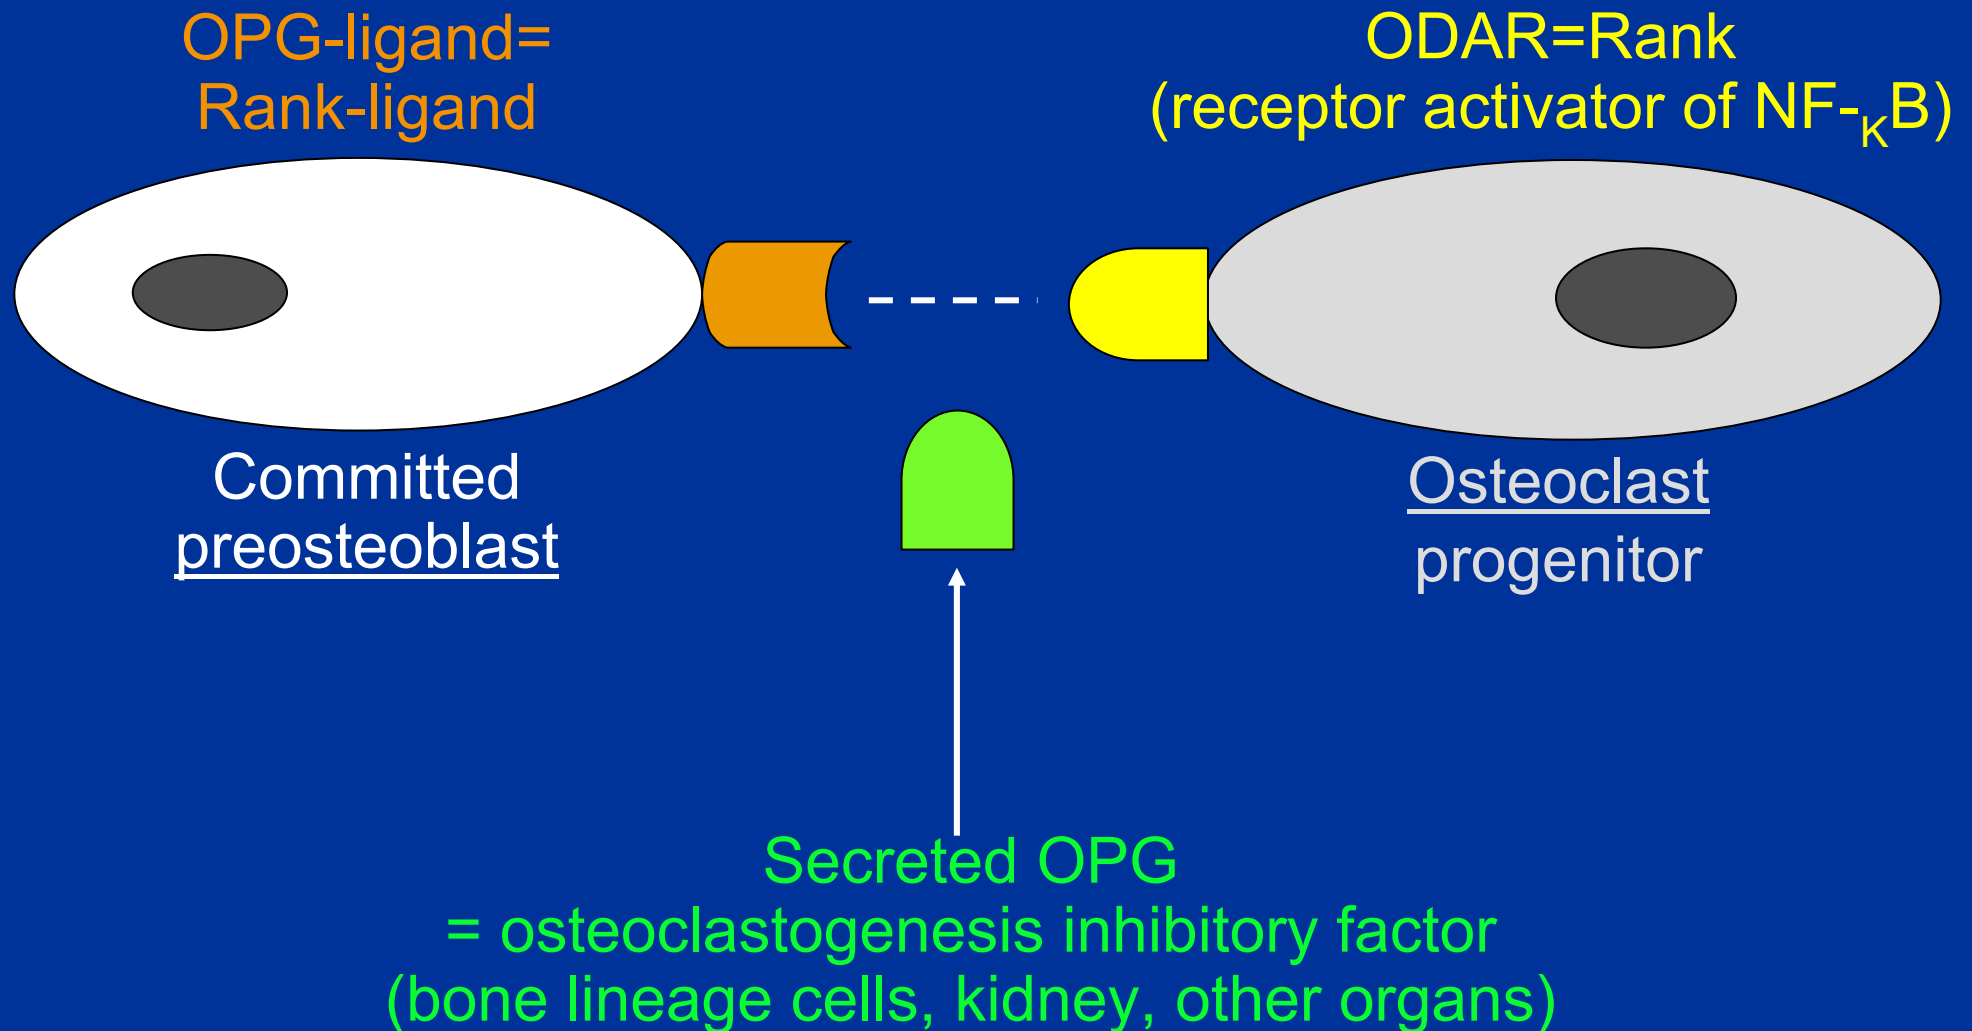 OPG-ligand=
Rank-ligand
ODAR=Rank
(receptor activator of NF-KB)
Committed
preosteoblast
Osteoclast
progenitor
Secreted OPG
= osteoclastogenesis inhibitory factor
(bone lineage cells, kidney, other organs)